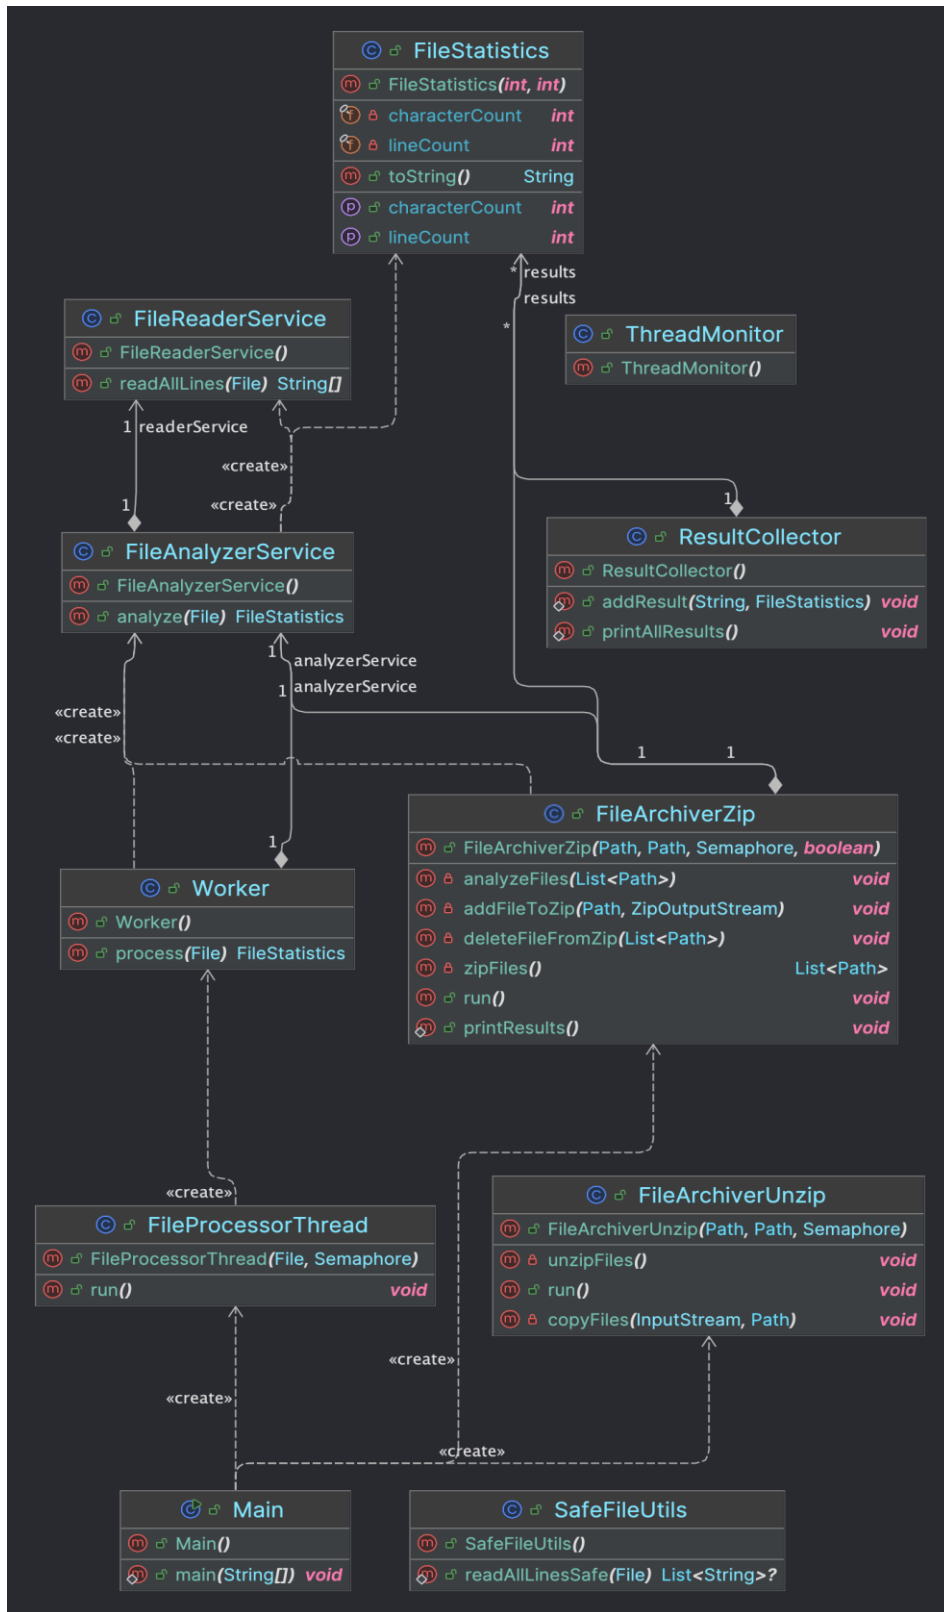 FileStatistics
FileStatistics(int, int)
characterCount int
lineCount int
toString() String
characterCount int
lineCount int
* results
results
*
FileReaderService
FileReaderService()
readAllLines(File) String[]
ThreadMonitor
ThreadMonitor()
1 readerService
«create»
1 «create»
1
FileAnalyzerService
FileAnalyzerService()
analyze(File) FileStatistics
ResultCollector
ResultCollector()
addResult(String, FileStatistics) void
printAllResults() void
1 analyzerService
1 analyzerService
«create»
«create»
1 1
1
FileArchiverZip
FileArchiverZip(Path, Path, Semaphore, boolean)
analyzeFiles(List<Path>) void
addFileToZip(Path, ZipOutputStream) void
deleteFileFromZip(List<Path>) void
zipFiles() List<Path>
run() void
printResults() void
Worker
Worker()
process(File) FileStatistics
«create»
FileProcessorThread
FileProcessorThread(File, Semaphore)
run() void
FileArchiverUnzip
FileArchiverUnzip(Path, Path, Semaphore)
unzipFiles() void
run() void
copyFiles(InputStream, Path) void
«create»
«create»
«create»
Main
Main()
main(String[]) void
SafeFileUtils
SafeFileUtils()
readAllLinesSafe(File) List<String>?